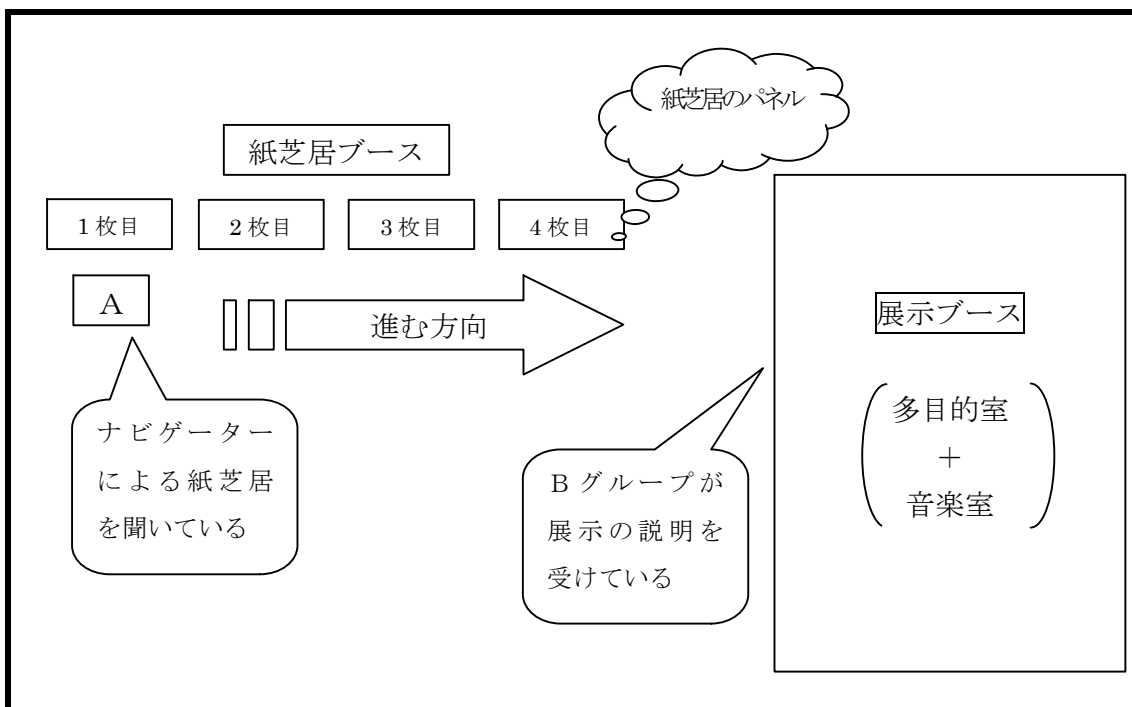 紙芝居のパネル
紙芝居ブース
1枚目
2枚目
3枚目
4枚目
A
進む方向
展示ブース
多目的室
+
音楽室
ナビゲーター
による紙芝居
を聞いている
Bグループが
展示の説明を
受けている